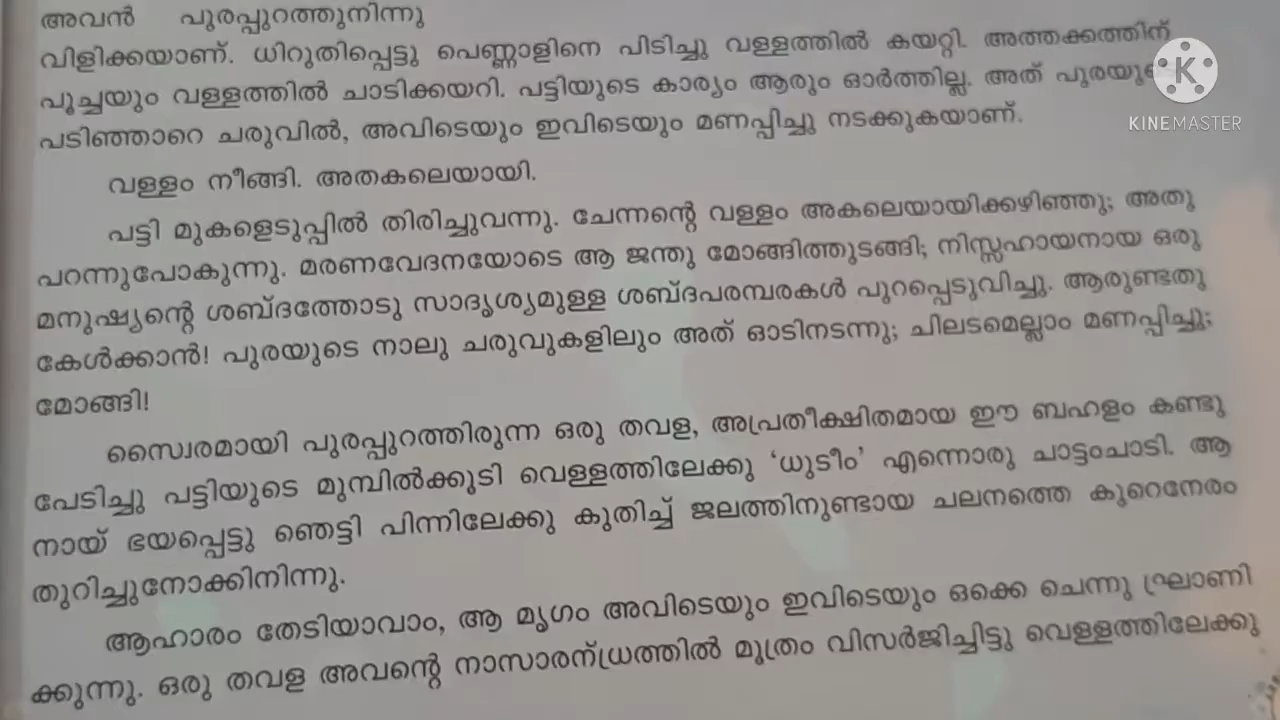 അവൻ പുരപ്പുറത്തുനിന്നു
വിളിക്കയാണ്. ധിറുതിപ്പെട്ടു പെണ്ണാളിനെ പിടിച്ചു വള്ളത്തിൽ കയറ്റി. അത്തക്കത്തിന്
പൂച്ചയും വള്ളത്തിൽ ചാടിക്കയറി. പട്ടിയുടെ കാര്യം ആരും ഓർത്തില്ല. അത്
പടിഞ്ഞാറെ ചരുവിൽ, അവിടെയും ഇവിടെയും മണപ്പിച്ചു നടക്കുകയാണ്.
KINEMASTER
വള്ളം നീങ്ങി. അതകലെയായി.
പട്ടി മുകളെടുപ്പിൽ തിരിച്ചുവന്നു. ചേന്നന്റെ വള്ളം അകലെയായിക്കഴിഞ്ഞു; അതു
പറന്നുപോകുന്നു. മരണവേദനയോടെ ആ ജന്തു മോങ്ങിത്തുടങ്ങി; നിസ്സഹായനായ ഒരു
മനുഷ്യന്റെ ശബ്ദത്തോടു സാദൃശ്യമുള്ള ശബ്ദപരമ്പരകൾ പുറപ്പെടുവിച്ചു. ആരുണ്ടതു
കേൾക്കാൻ! പുരയുടെ നാലു ചരുവുകളിലും അത് ഓടിനടന്നു; ചിലടമെല്ലാം മണപ്പിച്ചു;
മോങ്ങി!
സ്വൈരമായി പുരപ്പുറത്തിരുന്ന ഒരു തവള, അപ്രതീക്ഷിതമായ ഈ ബഹളം കണ്ടു
പേടിച്ചു പട്ടിയുടെ മുമ്പിൽക്കൂടി വെള്ളത്തിലേക്കു ‘ധുടീം’ എന്നൊരു ചാട്ടംചാടി. ആ
നായ് ഭയപ്പെട്ടു ഞെട്ടി പിന്നിലേക്കു കുതിച്ച് ജലത്തിനുണ്ടായ ചലനത്തെ കുറെനേരം
തുറിച്ചുനോക്കിനിന്നു.
ആഹാരം തേടിയാവാം, ആ മൃഗം അവിടെയും ഇവിടെയും ഒക്കെ ചെന്നു ഘ്രാണി
ക്കുന്നു. ഒരു തവള അവന്റെ നാസാരന്ധ്രത്തിൽ മൂത്രം വിസർജിച്ചിട്ടു വെള്ളത്തിലേക്കു